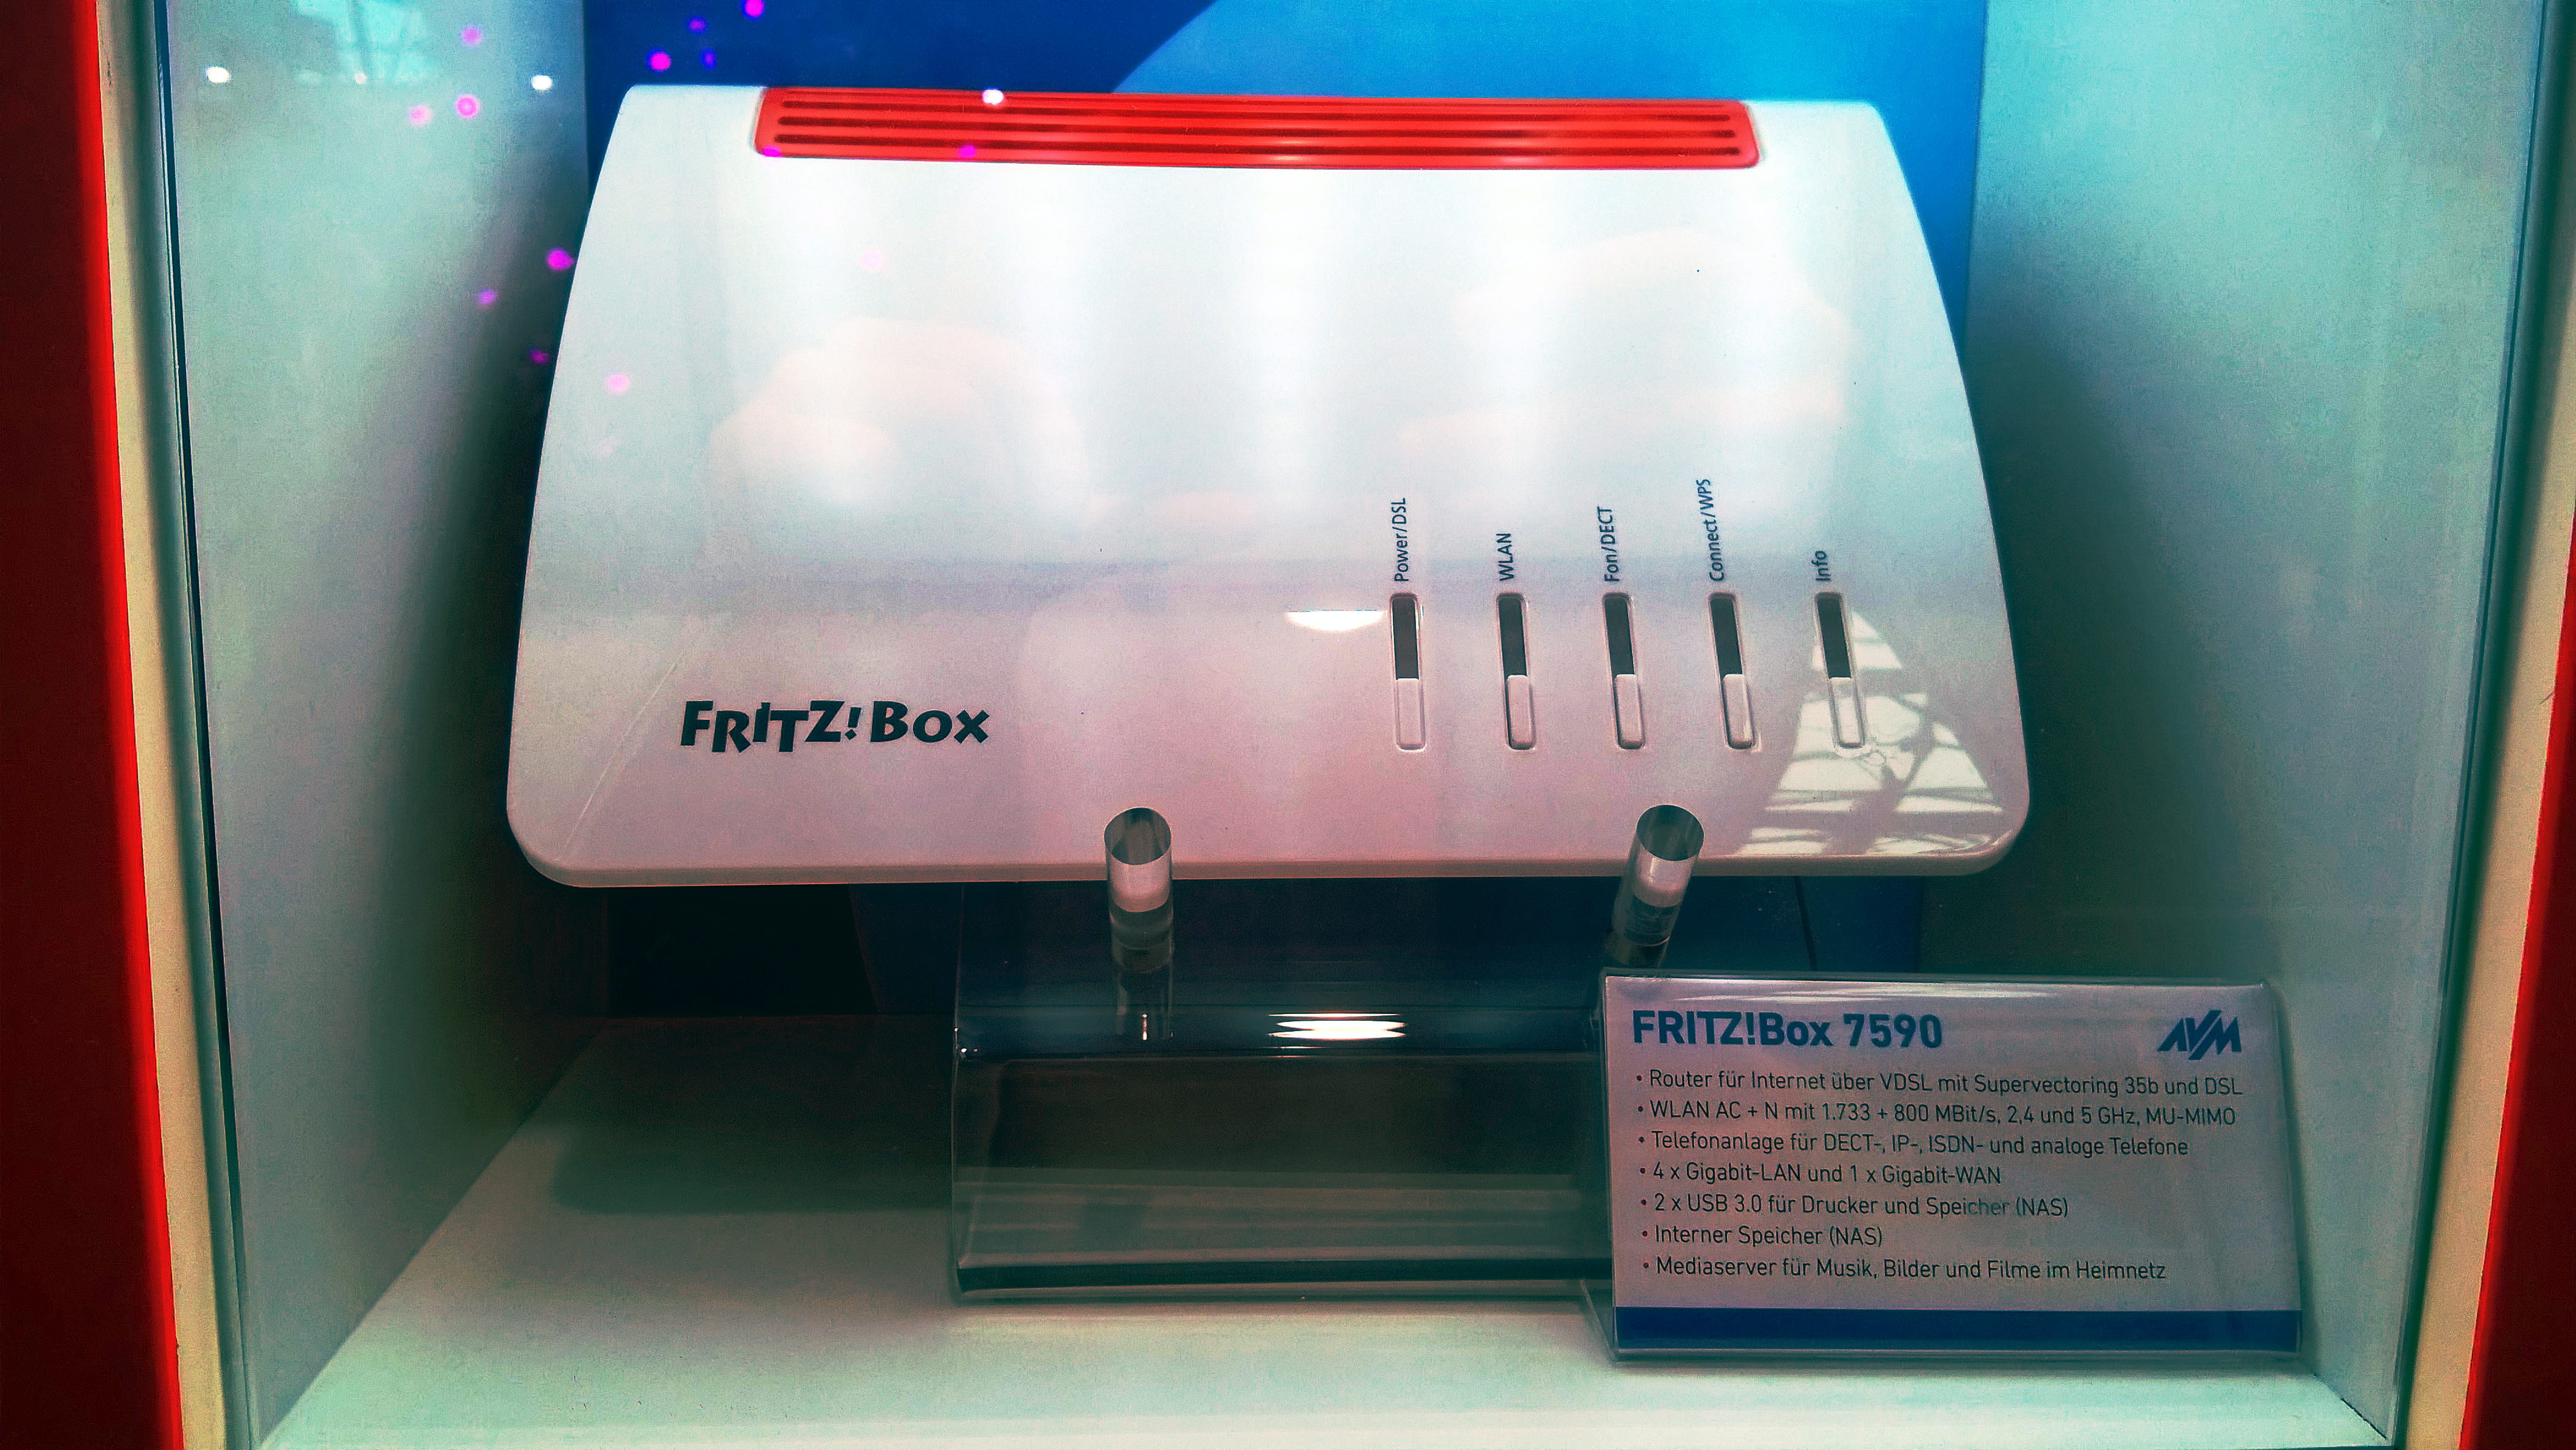 Power/DSL
WLAN
Fon/DECT
Connect/WPS
Info
FRITZ!Box
FRITZ!Box 7590
AVM
• Router für Internet über VDSL mit Supervectoring 35b und DSL
• WLAN AC + N mit 1.733 + 800 MBit/s, 2,4 und 5 GHz, MU-MIMO
• Telefonanlage für DECT-, IP-, ISDN- und analoge Telefone
• 4 x Gigabit-LAN und 1 x Gigabit-WAN
• 2 x USB 3.0 für Drucker und Speicher (NAS)
• Interner Speicher (NAS)
• Mediaserver für Musik, Bilder und Filme im Heimnetz